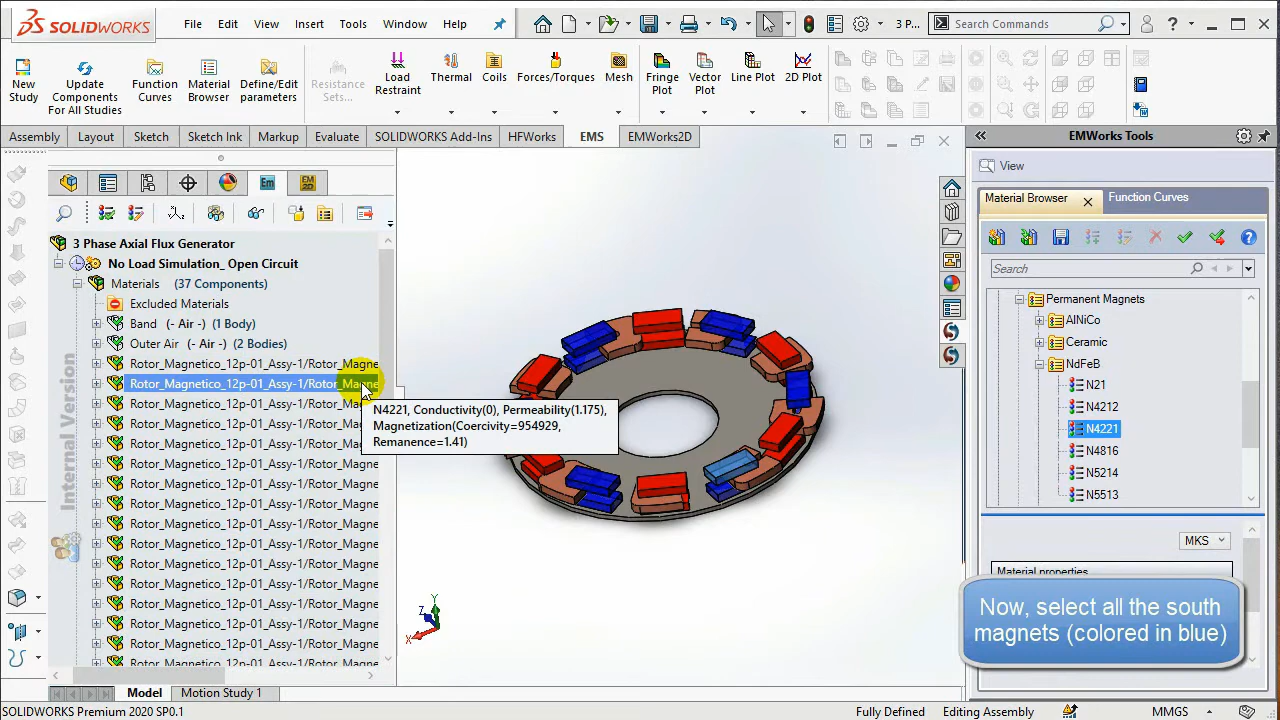 SOLIDWORKS
File Edit View Insert Tools Window Help
3 P...
Search Commands
New Study
Update Components For All Studies
Function Curves
Material Browser
Define/Edit parameters
Resistance Sets...
Load Restraint
Thermal
Coils
Forces/Torques
Mesh
Fringe Plot
Vector Plot
Line Plot
2D Plot
Assembly Layout Sketch Sketch Ink Markup Evaluate SOLIDWORKS Add-Ins HFWorks EMS EMWorks2D
EMWorks Tools
View
Material Browser
Function Curves
Search
3 Phase Axial Flux Generator
No Load Simulation_ Open Circuit
Materials (37 Components)
Excluded Materials
Band (- Air -) (1 Body)
Outer Air (- Air -) (2 Bodies)
Rotor_Magnetico_12p-01_Assy-1/Rotor_Magne
Rotor_Magnetico_12p-01_Assy-1/Rotor_Magne
Rotor_Magnetico_12p-01_Assy-1/Rotor_Ma
Rotor_Magnetico_12p-01_Assy-1/Rotor_Ma
Rotor_Magnetico_12p-01_Assy-1/Rotor_Ma
Rotor_Magnetico_12p-01_Assy-1/Rotor_Magne
Rotor_Magnetico_12p-01_Assy-1/Rotor_Magne
Rotor_Magnetico_12p-01_Assy-1/Rotor_Magne
Rotor_Magnetico_12p-01_Assy-1/Rotor_Magne
Rotor_Magnetico_12p-01_Assy-1/Rotor_Magne
Rotor_Magnetico_12p-01_Assy-1/Rotor_Magne
Rotor_Magnetico_12p-01_Assy-1/Rotor_Magne
Rotor_Magnetico_12p-01_Assy-1/Rotor_Magne
Rotor_Magnetico_12p-01_Assy-1/Rotor_Magne
Rotor_Magnetico_12p-01_Assy-1/Rotor_Magne
Rotor_Magnetico_12p-01_Assy-1/Rotor_Magne
Internal Version
N4221, Conductivity(0), Permeability(1.175),
Magnetization(Coercivity=954929,
Remanence=1.41)
Z Y X
Permanent Magnets
AlNiCo
Ceramic
NdFeB
N21
N4212
N4221
N4816
N5214
N5513
MKS
Material properties
Now, select all the south
magnets (colored in blue)
Model Motion Study 1
SOLIDWORKS Premium 2020 SP0.1
Fully Defined Editing Assembly MMGS